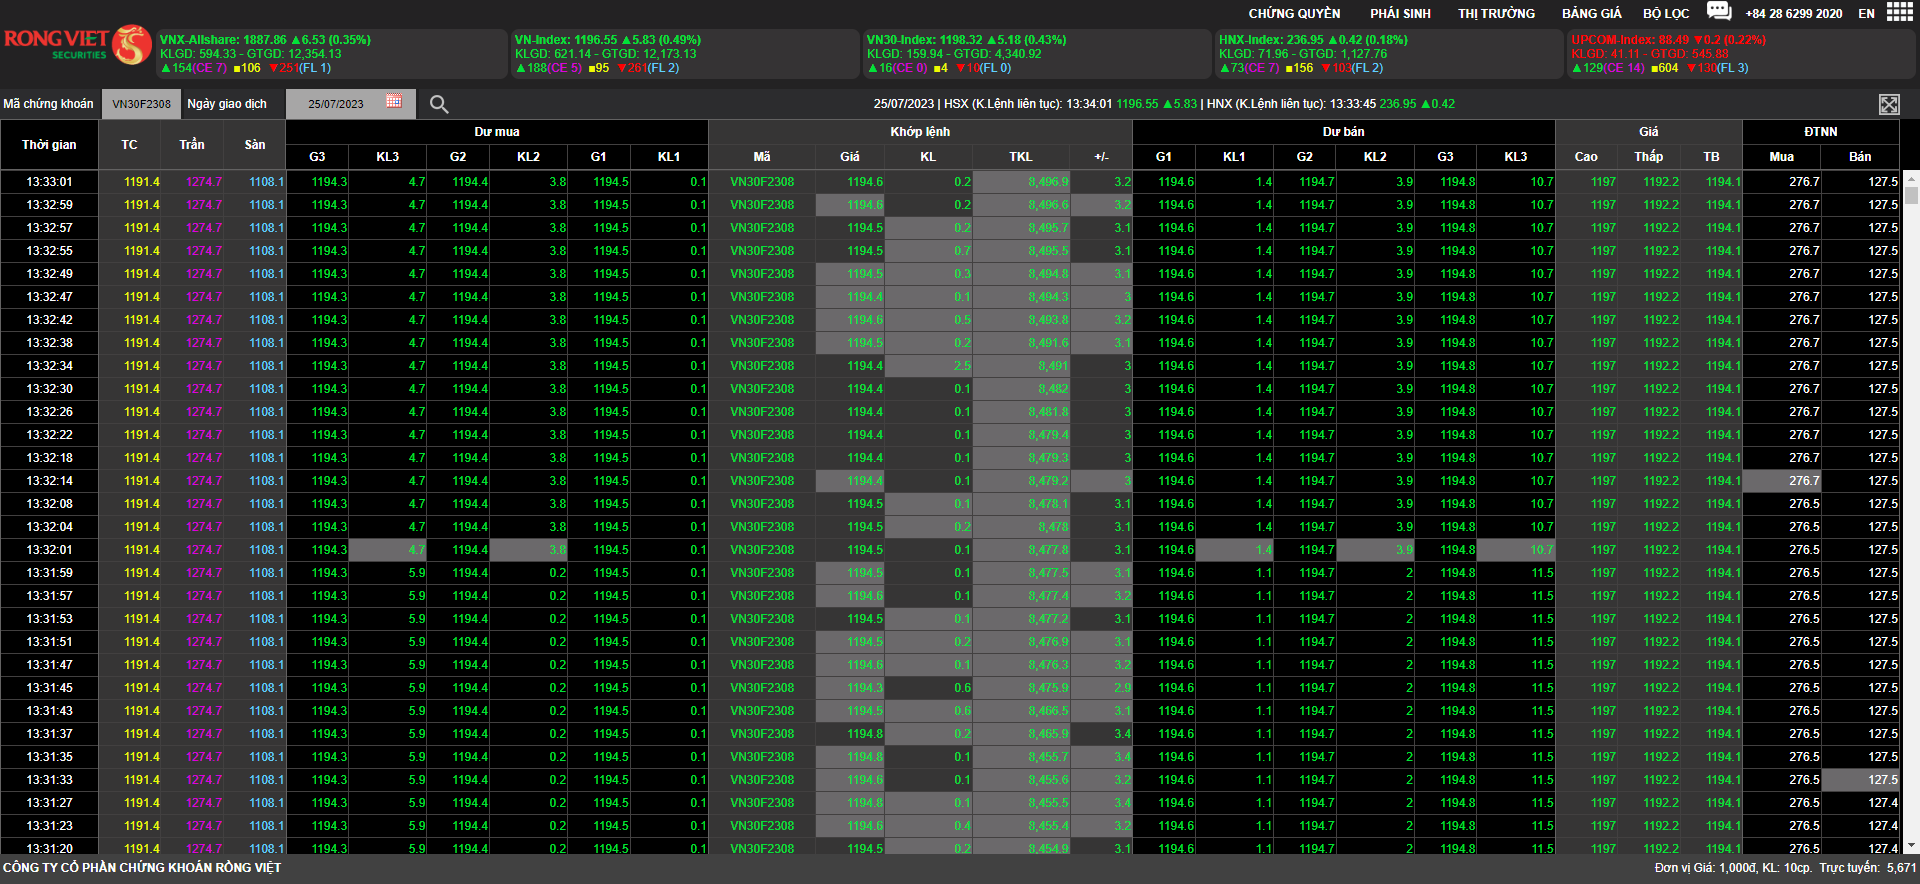 CHỨNG QUYỀN PHÁI SINH THỊ TRƯỜNG BẢNG GIÁ BỘ LỌC +84 28 6299 2020 EN
RONG VIET SECURITIES
VNX-Allshare: 1887.86 ▲6.53 (0.35%)
KLGD: 594.33 - GTGD: 12,354.13
▲154(CE 7) ■106 ▼251(FL 1)
VN-Index: 1196.55 ▲5.83 (0.49%)
KLGD: 621.14 - GTGD: 12,173.13
▲188(CE 5) ■95 ▼261(FL 2)
VN30-Index: 1198.32 ▲5.18 (0.43%)
KLGD: 159.94 - GTGD: 4,340.92
▲16(CE 0) ■4 ▼10(FL 0)
HNX-Index: 236.95 ▲0.42 (0.18%)
KLGD: 71.96 - GTGD: 1,127.76
▲73(CE 7) ■156 ▼103(FL 2)
UPCOM-Index: 88.49 ▼0.2 (0.22%)
KLGD: 41.11 - GTGD: 545.88
▲129(CE 14) ■604 ▼130(FL 3)
Mã chứng khoán VN30F2308 Ngày giao dịch 25/07/2023
25/07/2023 | HSX (K.Lệnh liên tục): 13:34:01 1196.55 ▲5.83 | HNX (K.Lệnh liên tục): 13:33:45 236.95 ▲0.42
Thời gian TC Trần Sàn Dư mua Khớp lệnh Dư bán Giá ĐTNN
G3 KL3 G2 KL2 G1 KL1 Mã Giá KL TKL +/- G1 KL1 G2 KL2 G3 KL3 Cao Thấp TB Mua Bán
13:33:01 1191.4 1274.7 1108.1 1194.3 4.7 1194.4 3.8 1194.5 0.1 VN30F2308 1194.6 0.2 8,496.9 3.2 1194.6 1.4 1194.7 3.9 1194.8 10.7 1197 1192.2 1194.1 276.7 127.5
13:32:59 1191.4 1274.7 1108.1 1194.3 4.7 1194.4 3.8 1194.5 0.1 VN30F2308 1194.6 0.2 8,496.6 3.2 1194.6 1.4 1194.7 3.9 1194.8 10.7 1197 1192.2 1194.1 276.7 127.5
13:32:57 1191.4 1274.7 1108.1 1194.3 4.7 1194.4 3.8 1194.5 0.1 VN30F2308 1194.5 0.2 8,495.7 3.1 1194.6 1.4 1194.7 3.9 1194.8 10.7 1197 1192.2 1194.1 276.7 127.5
13:32:55 1191.4 1274.7 1108.1 1194.3 4.7 1194.4 3.8 1194.5 0.1 VN30F2308 1194.5 0.7 8,495.5 3.1 1194.6 1.4 1194.7 3.9 1194.8 10.7 1197 1192.2 1194.1 276.7 127.5
13:32:49 1191.4 1274.7 1108.1 1194.3 4.7 1194.4 3.8 1194.5 0.1 VN30F2308 1194.5 0.3 8,494.8 3.1 1194.6 1.4 1194.7 3.9 1194.8 10.7 1197 1192.2 1194.1 276.7 127.5
13:32:47 1191.4 1274.7 1108.1 1194.3 4.7 1194.4 3.8 1194.5 0.1 VN30F2308 1194.4 0.1 8,494.3 3 1194.6 1.4 1194.7 3.9 1194.8 10.7 1197 1192.2 1194.1 276.7 127.5
13:32:42 1191.4 1274.7 1108.1 1194.3 4.7 1194.4 3.8 1194.5 0.1 VN30F2308 1194.6 0.5 8,493.8 3.2 1194.6 1.4 1194.7 3.9 1194.8 10.7 1197 1192.2 1194.1 276.7 127.5
13:32:38 1191.4 1274.7 1108.1 1194.3 4.7 1194.4 3.8 1194.5 0.1 VN30F2308 1194.5 0.2 8,491.6 3.1 1194.6 1.4 1194.7 3.9 1194.8 10.7 1197 1192.2 1194.1 276.7 127.5
13:32:34 1191.4 1274.7 1108.1 1194.3 4.7 1194.4 3.8 1194.5 0.1 VN30F2308 1194.4 2.5 8,491 3 1194.6 1.4 1194.7 3.9 1194.8 10.7 1197 1192.2 1194.1 276.7 127.5
13:32:30 1191.4 1274.7 1108.1 1194.3 4.7 1194.4 3.8 1194.5 0.1 VN30F2308 1194.4 0.1 8,482 3 1194.6 1.4 1194.7 3.9 1194.8 10.7 1197 1192.2 1194.1 276.7 127.5
13:32:26 1191.4 1274.7 1108.1 1194.3 4.7 1194.4 3.8 1194.5 0.1 VN30F2308 1194.4 0.1 8,481.8 3 1194.6 1.4 1194.7 3.9 1194.8 10.7 1197 1192.2 1194.1 276.7 127.5
13:32:22 1191.4 1274.7 1108.1 1194.3 4.7 1194.4 3.8 1194.5 0.1 VN30F2308 1194.4 0.1 8,479.4 3 1194.6 1.4 1194.7 3.9 1194.8 10.7 1197 1192.2 1194.1 276.7 127.5
13:32:18 1191.4 1274.7 1108.1 1194.3 4.7 1194.4 3.8 1194.5 0.1 VN30F2308 1194.4 0.1 8,479.3 3 1194.6 1.4 1194.7 3.9 1194.8 10.7 1197 1192.2 1194.1 276.7 127.5
13:32:14 1191.4 1274.7 1108.1 1194.3 4.7 1194.4 3.8 1194.5 0.1 VN30F2308 1194.4 0.1 8,479.2 3 1194.6 1.4 1194.7 3.9 1194.8 10.7 1197 1192.2 1194.1 276.7 127.5
13:32:08 1191.4 1274.7 1108.1 1194.3 4.7 1194.4 3.8 1194.5 0.1 VN30F2308 1194.5 0.1 8,478.1 3.1 1194.6 1.4 1194.7 3.9 1194.8 10.7 1197 1192.2 1194.1 276.5 127.5
13:32:04 1191.4 1274.7 1108.1 1194.3 4.7 1194.4 3.8 1194.5 0.1 VN30F2308 1194.5 0.2 8,478 3.1 1194.6 1.4 1194.7 3.9 1194.8 10.7 1197 1192.2 1194.1 276.5 127.5
13:32:01 1191.4 1274.7 1108.1 1194.3 4.7 1194.4 3.8 1194.5 0.1 VN30F2308 1194.5 0.1 8,477.8 3.1 1194.6 1.4 1194.7 3.9 1194.8 10.7 1197 1192.2 1194.1 276.5 127.5
13:31:59 1191.4 1274.7 1108.1 1194.3 5.9 1194.4 0.2 1194.5 0.1 VN30F2308 1194.5 0.1 8,477.5 3.1 1194.6 1.1 1194.7 2 1194.8 11.5 1197 1192.2 1194.1 276.5 127.5
13:31:57 1191.4 1274.7 1108.1 1194.3 5.9 1194.4 0.2 1194.5 0.1 VN30F2308 1194.6 0.1 8,477.4 3.2 1194.6 1.1 1194.7 2 1194.8 11.5 1197 1192.2 1194.1 276.5 127.5
13:31:53 1191.4 1274.7 1108.1 1194.3 5.9 1194.4 0.2 1194.5 0.1 VN30F2308 1194.5 0.1 8,477.2 3.1 1194.6 1.1 1194.7 2 1194.8 11.5 1197 1192.2 1194.1 276.5 127.5
13:31:51 1191.4 1274.7 1108.1 1194.3 5.9 1194.4 0.2 1194.5 0.1 VN30F2308 1194.5 0.2 8,476.9 3.1 1194.6 1.1 1194.7 2 1194.8 11.5 1197 1192.2 1194.1 276.5 127.5
13:31:47 1191.4 1274.7 1108.1 1194.3 5.9 1194.4 0.2 1194.5 0.1 VN30F2308 1194.6 0.1 8,476.3 3.2 1194.6 1.1 1194.7 2 1194.8 11.5 1197 1192.2 1194.1 276.5 127.5
13:31:45 1191.4 1274.7 1108.1 1194.3 5.9 1194.4 0.2 1194.5 0.1 VN30F2308 1194.3 0.6 8,475.9 2.9 1194.6 1.1 1194.7 2 1194.8 11.5 1197 1192.2 1194.1 276.5 127.5
13:31:43 1191.4 1274.7 1108.1 1194.3 5.9 1194.4 0.2 1194.5 0.1 VN30F2308 1194.5 0.6 8,466.5 3.1 1194.6 1.1 1194.7 2 1194.8 11.5 1197 1192.2 1194.1 276.5 127.5
13:31:37 1191.4 1274.7 1108.1 1194.3 5.9 1194.4 0.2 1194.5 0.1 VN30F2308 1194.8 0.2 8,465.9 3.4 1194.6 1.1 1194.7 2 1194.8 11.5 1197 1192.2 1194.1 276.5 127.5
13:31:35 1191.4 1274.7 1108.1 1194.3 5.9 1194.4 0.2 1194.5 0.1 VN30F2308 1194.8 0.1 8,455.7 3.4 1194.6 1.1 1194.7 2 1194.8 11.5 1197 1192.2 1194.1 276.5 127.5
13:31:33 1191.4 1274.7 1108.1 1194.3 5.9 1194.4 0.2 1194.5 0.1 VN30F2308 1194.6 0.1 8,455.6 3.2 1194.6 1.1 1194.7 2 1194.8 11.5 1197 1192.2 1194.1 276.5 127.5
13:31:27 1191.4 1274.7 1108.1 1194.3 5.9 1194.4 0.2 1194.5 0.1 VN30F2308 1194.8 0.1 8,455.5 3.4 1194.6 1.1 1194.7 2 1194.8 11.5 1197 1192.2 1194.1 276.5 127.4
13:31:23 1191.4 1274.7 1108.1 1194.3 5.9 1194.4 0.2 1194.5 0.1 VN30F2308 1194.6 0.4 8,455.4 3.2 1194.6 1.1 1194.7 2 1194.8 11.5 1197 1192.2 1194.1 276.5 127.4
13:31:20 1191.4 1274.7 1108.1 1194.3 5.9 1194.4 0.2 1194.5 0.1 VN30F2308 1194.5 0.2 8,454.9 3.1 1194.6 1.1 1194.7 2 1194.8 11.5 1197 1192.2 1194.1 276.5 127.4
CÔNG TY CỔ PHẦN CHỨNG KHOÁN RỒNG VIỆT Đơn vị Giá: 1,000đ, KL: 10cp. Trực tuyến: 5,671